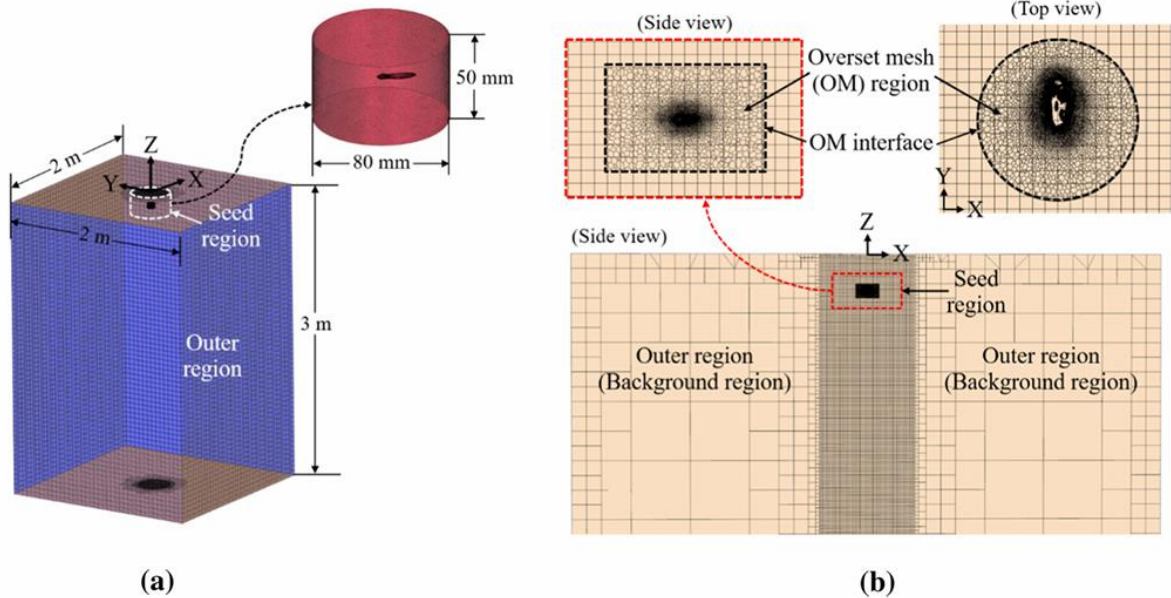 50 mm
80 mm
2 m
Z
Y
X
Seed
region
2 m
3 m
Outer
region
(a)
(Side view)
(Top view)
Overset mesh
(OM) region
OM interface
Y
X
(Side view)
Z
X
Seed
region
Outer region
(Background region)
Outer region
(Background region)
(b)